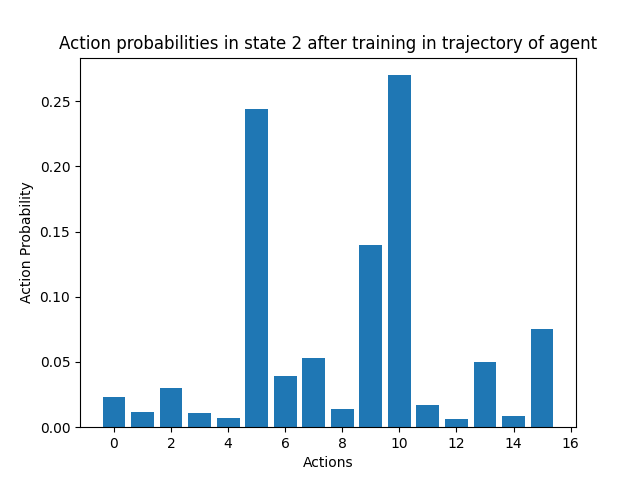 Action probabilities in state 2 after training in trajectory of agent
0.25
0.20
0.15
0.10
0.05
0.00
Action Probability
0 2 4 6 8 10 12 14 16
Actions